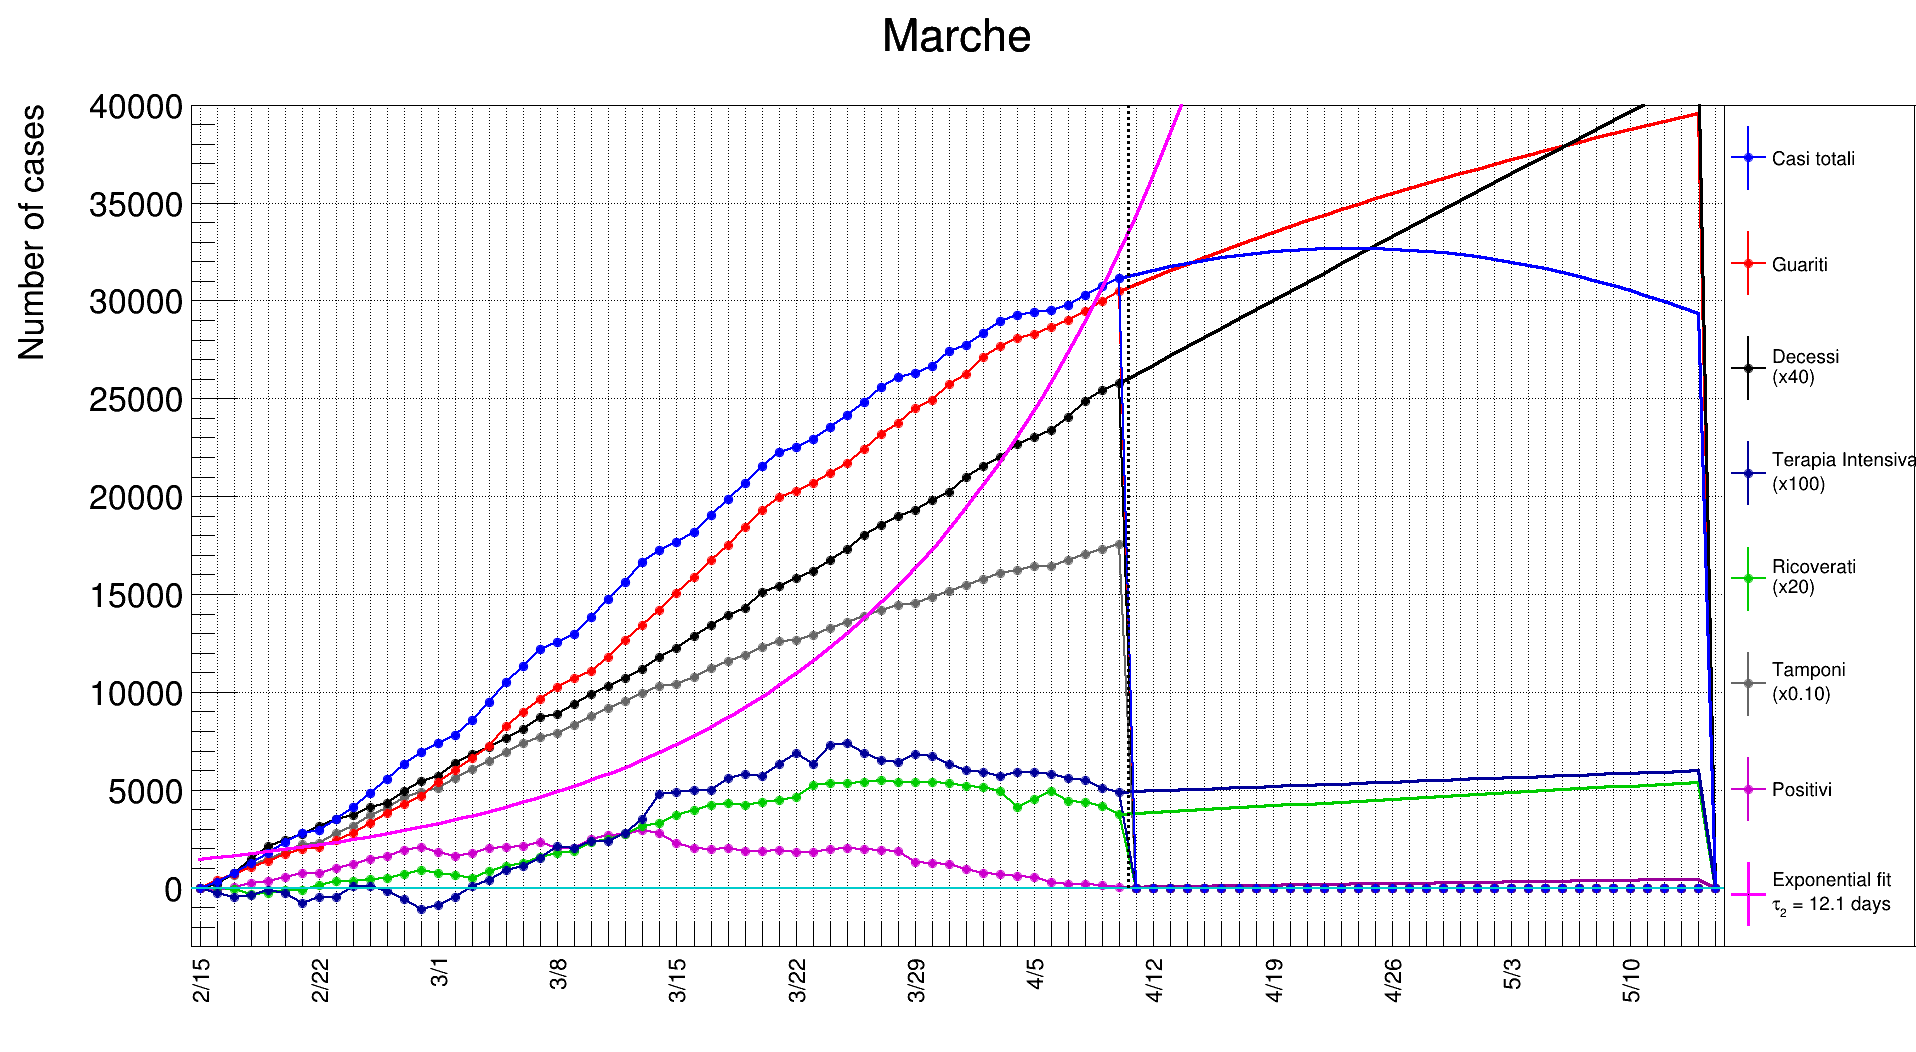 Marche
Number of cases
40000
35000
30000
25000
20000
15000
10000
5000
0
2/15
2/22
3/1
3/8
3/15
3/22
3/29
4/5
4/12
4/19
4/26
5/3
5/10
Casi totali
Guariti
Decessi
(x40)
Terapia Intensiva
(x100)
Ricoverati
(x20)
Tamponi
(x0.10)
Positivi
Exponential fit
τ2 = 12.1 days